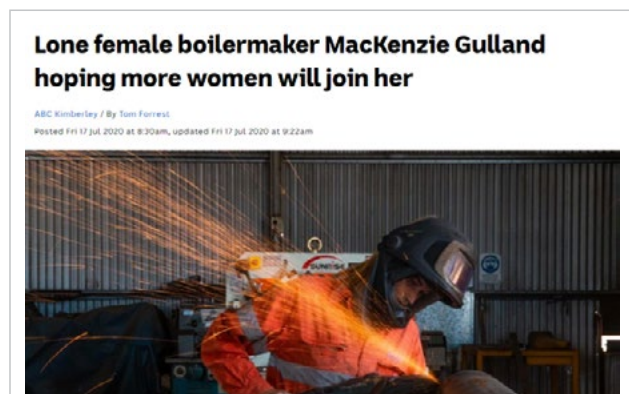 Lone female boilermaker MacKenzie Gulland
hoping more women will join her
ABC Kimberley / By Tom Forrest
Posted Fri 17 Jul 2020 at 8:30am, updated Fri 17 Jul 2020 at 9:22am
SUNRISE